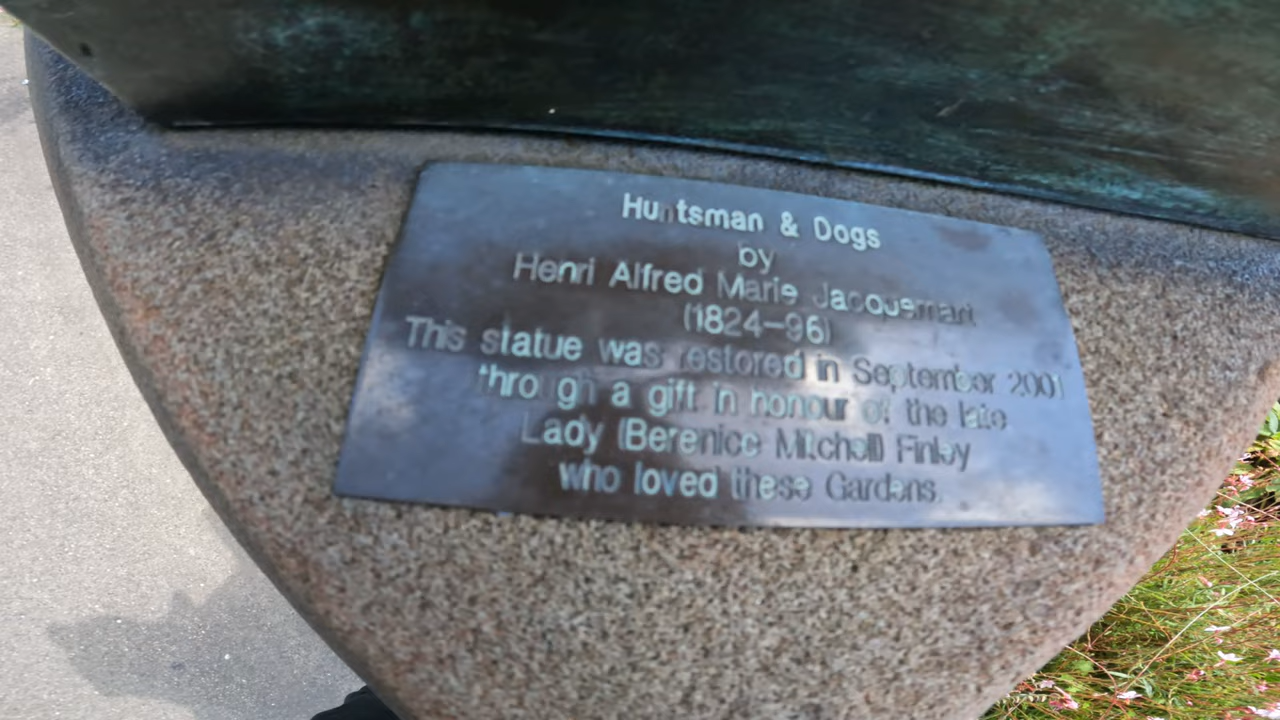 Huntsman & Dogs
by
Henri Alfred Marie Jacquemart
(1824-96)
This statue was restored in September 2001
through a gift in honour of the late
Lady (Berenice Mitchell) Finley
who loved these Gardens.